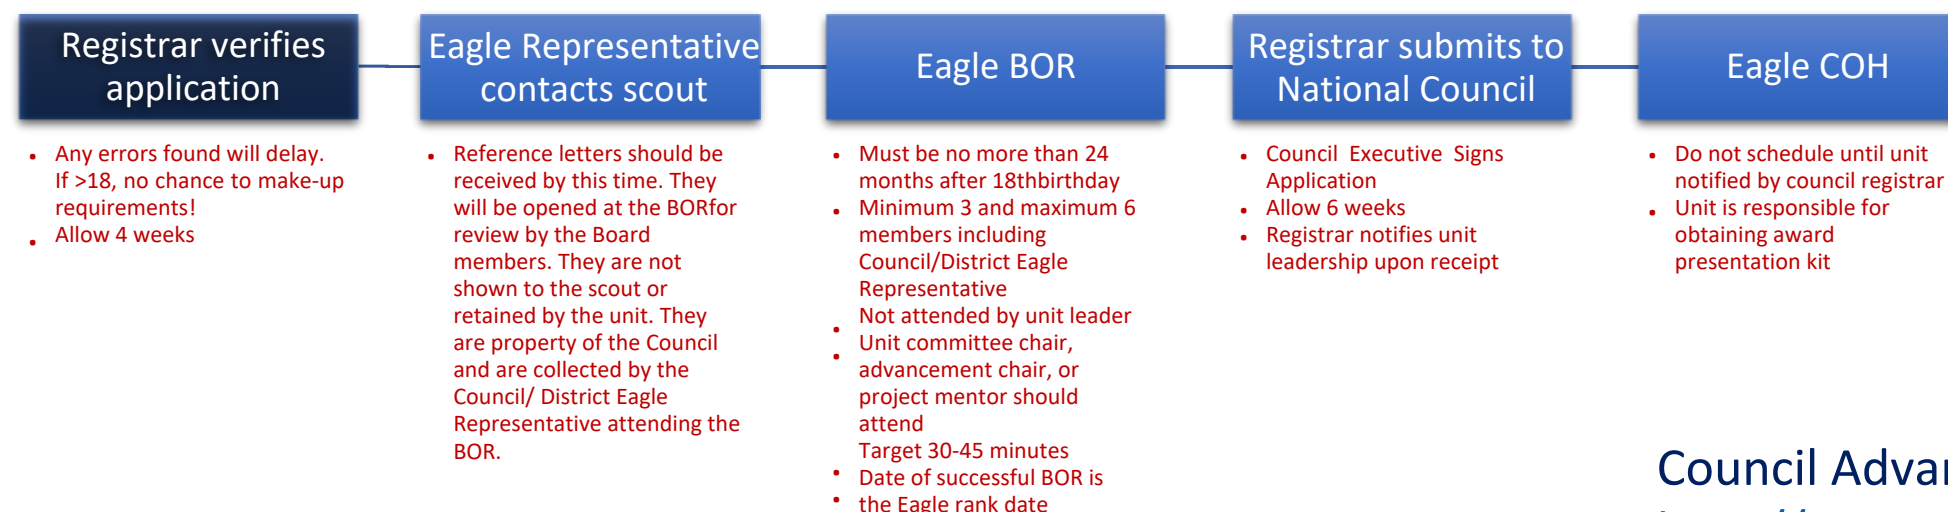 Registrar verifies
application
Eagle Representative
contacts scout
Eagle BOR
Registrar submits to
National Council
Eagle COH
• Any errors found will delay.
If >18, no chance to make-up
requirements!
• Allow 4 weeks
• Reference letters should be
received by this time. They
will be opened at the BORfor
review by the Board
members. They are not
shown to the scout or
retained by the unit. They
are property of the Council
and are collected by the
Council/ District Eagle
Representative attending the
BOR.
• Must be no more than 24
months after 18thbirthday
• Minimum 3 and maximum 6
members including
Council/District Eagle
Representative
• Not attended by unit leader
• Unit committee chair,
advancement chair, or
project mentor should
attend
• Target 30-45 minutes
• Date of successful BOR is
the Eagle rank date
• Council Executive Signs
Application
• Allow 6 weeks
• Registrar notifies unit
leadership upon receipt
• Do not schedule until unit
notified by council registrar
• Unit is responsible for
obtaining award
presentation kit
Council Advan